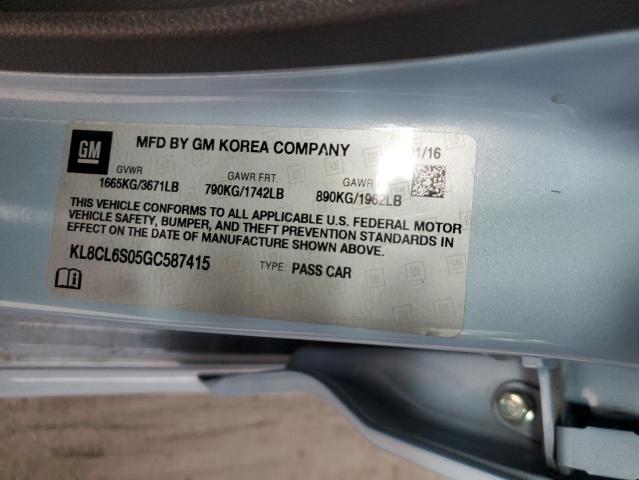 GM
MFD BY GM KOREA COMPANY 1/16
GVWR GAWR FRT GAWR
1665KG/3671LB 790KG/1742LB 890KG/1962LB
THIS VEHICLE CONFORMS TO ALL APPLICABLE U.S. FEDERAL MOTOR
VEHICLE SAFETY, BUMPER, AND THEFT PREVENTION STANDARDS IN
EFFECT ON THE DATE OF MANUFACTURE SHOWN ABOVE.
KL8CL6S05GC587415 TYPE: PASS CAR